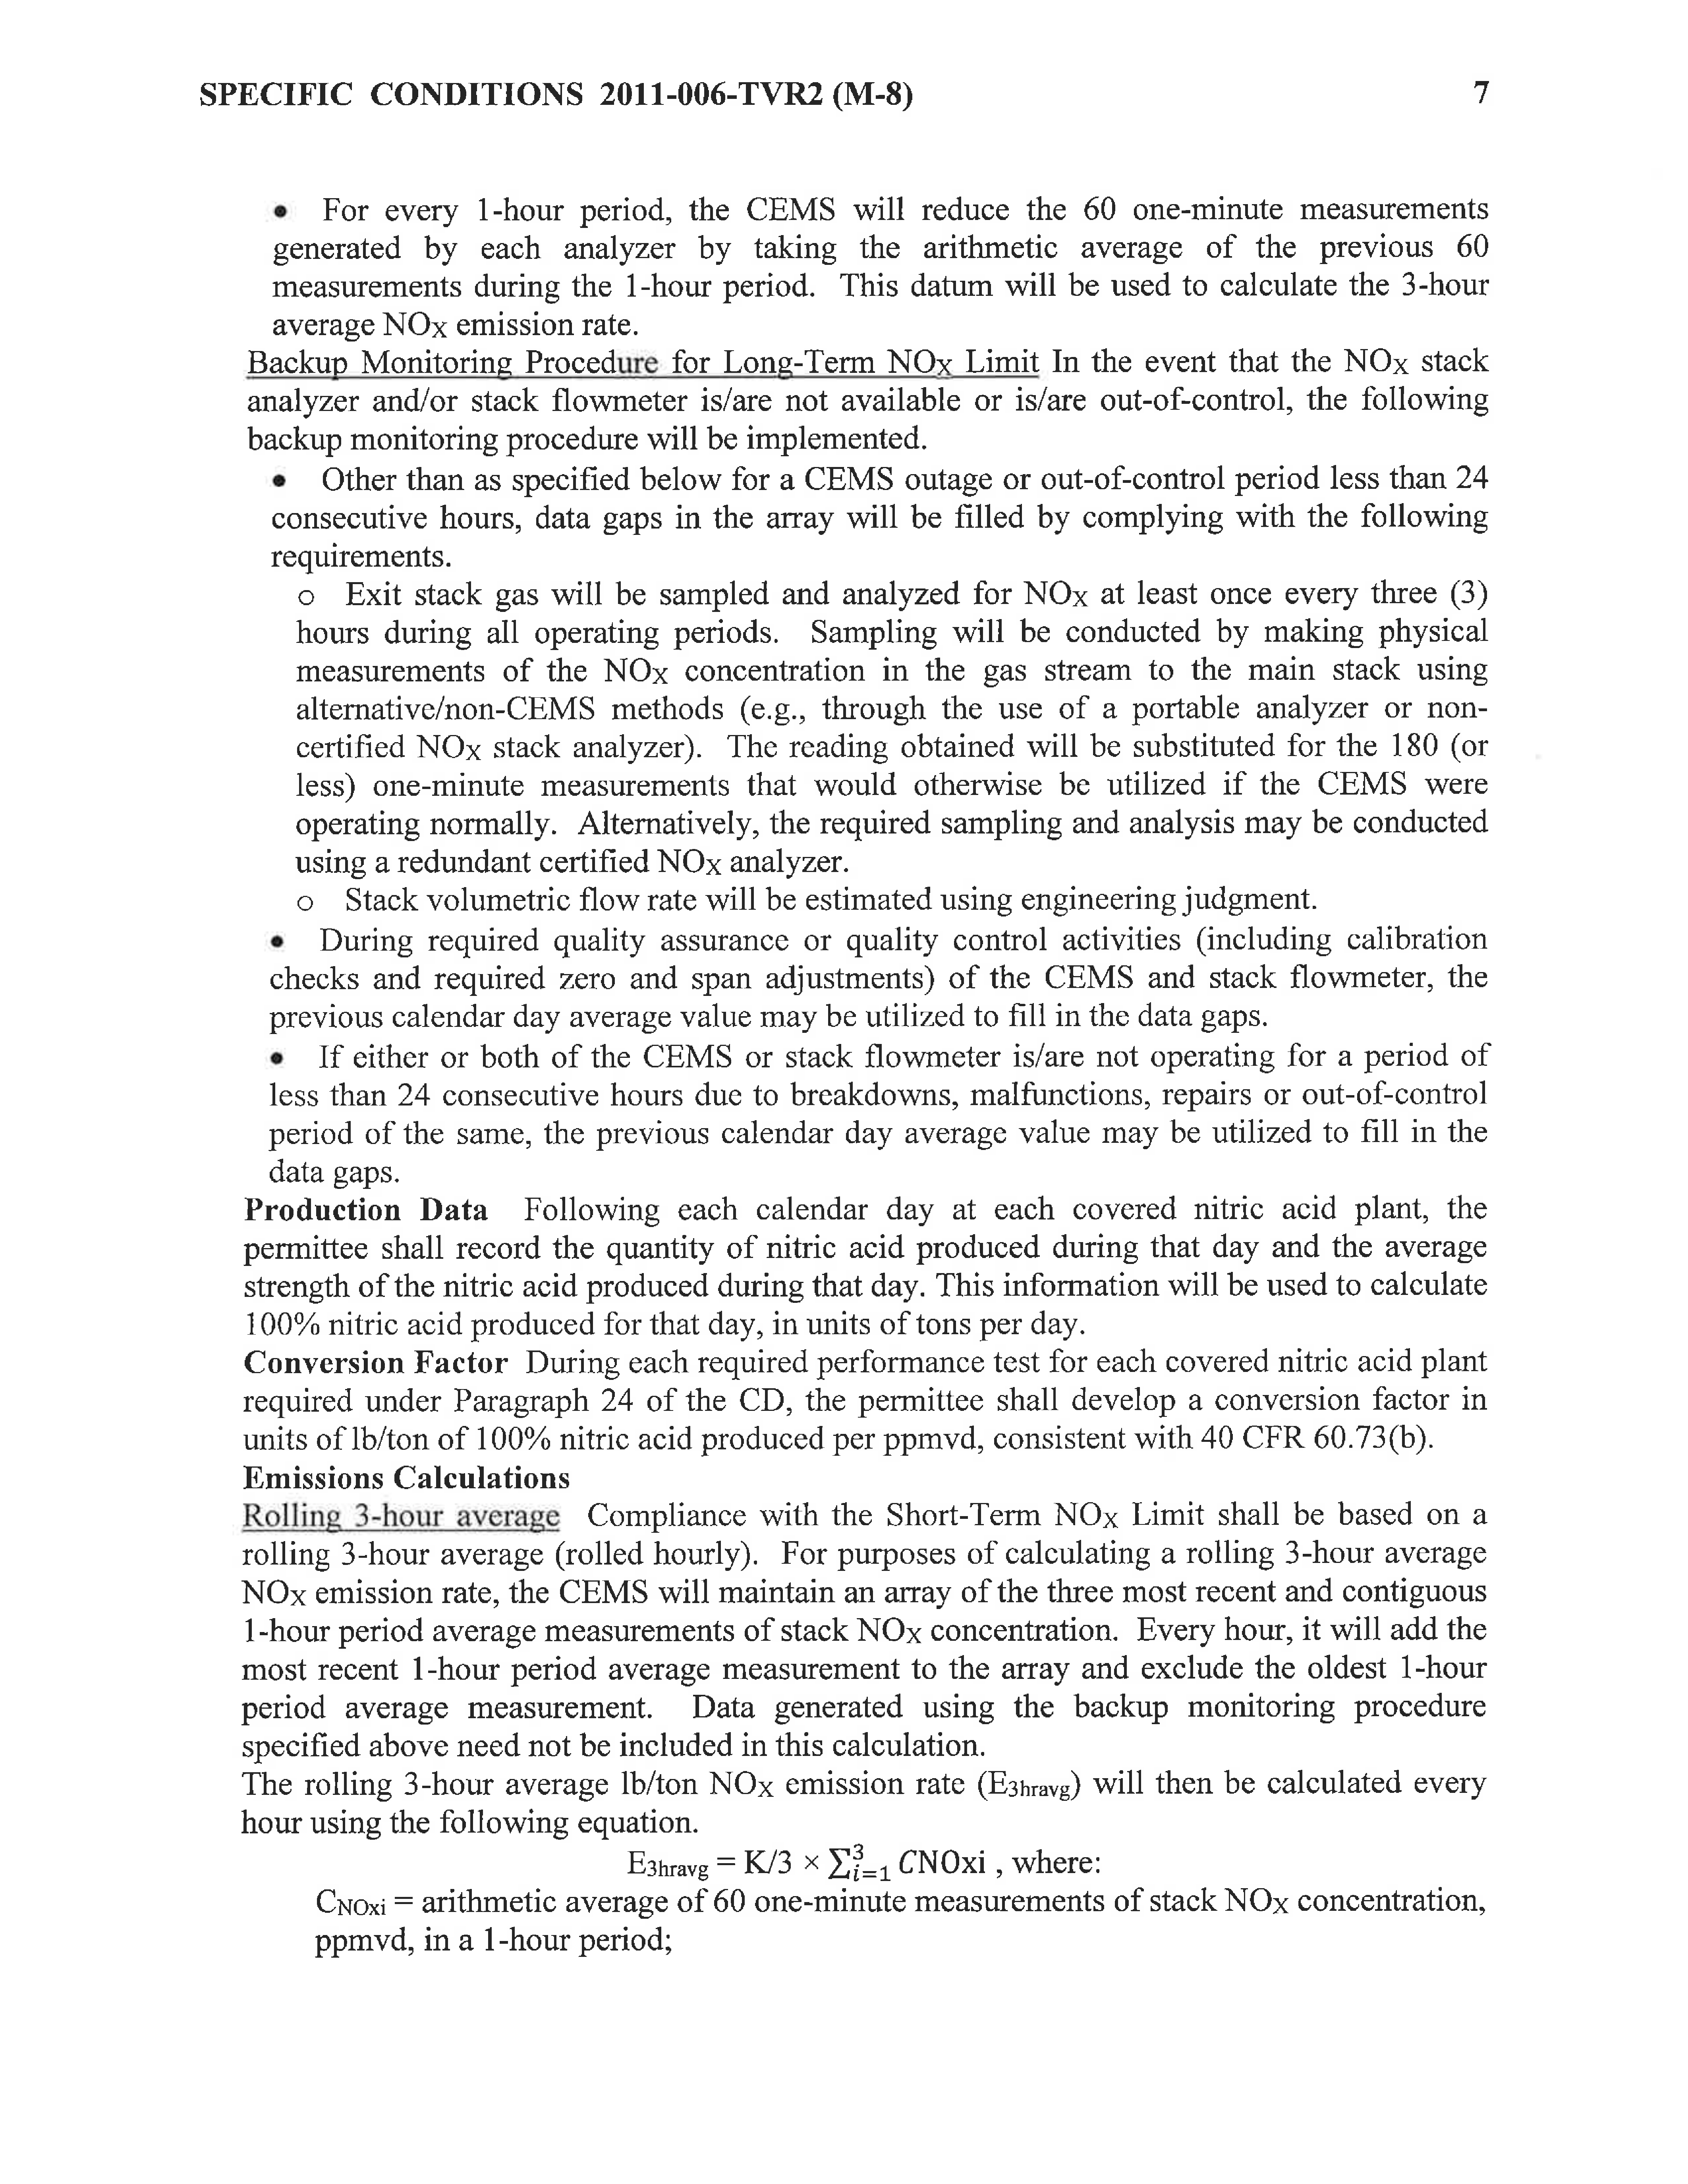 SPECIFIC CONDITIONS 2011-006-TVR2 (M-8) 7
• For every 1-hour period, the CEMS will reduce the 60 one-minute measurements
generated by each analyzer by taking the arithmetic average of the previous 60
measurements during the 1-hour period. This datum will be used to calculate the 3-hour
average NOx emission rate.
Backup Monitoring Procedure for Long-Term NOx Limit In the event that the NOx stack
analyzer and/or stack flowmeter is/are not available or is/are out-of-control, the following
backup monitoring procedure will be implemented.
• Other than as specified below for a CEMS outage or out-of-control period less than 24
consecutive hours, data gaps in the array will be filled by complying with the following
requirements.
o Exit stack gas will be sampled and analyzed for NOx at least once every three (3)
hours during all operating periods. Sampling will be conducted by making physical
measurements of the NOx concentration in the gas stream to the main stack using
alternative/non-CEMS methods (e.g., through the use of a portable analyzer or non-
certified NOx stack analyzer). The reading obtained will be substituted for the 180 (or
less) one-minute measurements that would otherwise be utilized if the CEMS were
operating normally. Alternatively, the required sampling and analysis may be conducted
using a redundant certified NOx analyzer.
o Stack volumetric flow rate will be estimated using engineering judgment.
• During required quality assurance or quality control activities (including calibration
checks and required zero and span adjustments) of the CEMS and stack flowmeter, the
previous calendar day average value may be utilized to fill in the data gaps.
• If either or both of the CEMS or stack flowmeter is/are not operating for a period of
less than 24 consecutive hours due to breakdowns, malfunctions, repairs or out-of-control
period of the same, the previous calendar day average value may be utilized to fill in the
data gaps.
Production Data Following each calendar day at each covered nitric acid plant, the
permittee shall record the quantity of nitric acid produced during that day and the average
strength of the nitric acid produced during that day. This information will be used to calculate
100% nitric acid produced for that day, in units of tons per day.
Conversion Factor During each required performance test for each covered nitric acid plant
required under Paragraph 24 of the CD, the permittee shall develop a conversion factor in
units of lb/ton of 100% nitric acid produced per ppmvd, consistent with 40 CFR 60.73(b).
Emissions Calculations
Rolling 3-hour average Compliance with the Short-Term NOx Limit shall be based on a
rolling 3-hour average (rolled hourly). For purposes of calculating a rolling 3-hour average
NOx emission rate, the CEMS will maintain an array of the three most recent and contiguous
1-hour period average measurements of stack NOx concentration. Every hour, it will add the
most recent 1-hour period average measurement to the array and exclude the oldest 1-hour
period average measurement. Data generated using the backup monitoring procedure
specified above need not be included in this calculation.
The rolling 3-hour average lb/ton NOx emission rate (E3hravg) will then be calculated every
hour using the following equation.
E3hravg = K/3 × ∑³ᵢ₌₁ CNOxi , where:
CNOxi = arithmetic average of 60 one-minute measurements of stack NOx concentration,
ppmvd, in a 1-hour period;